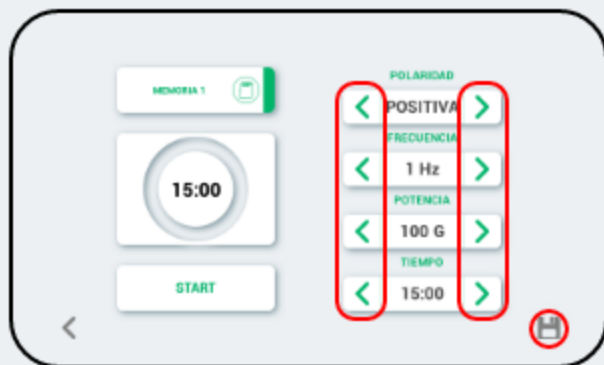 MEMORIA 1
15:00
START
POLARIDAD
POSITIVA
FRECUENCIA
1 Hz
POTENCIA
100 G
TIEMPO
15:00